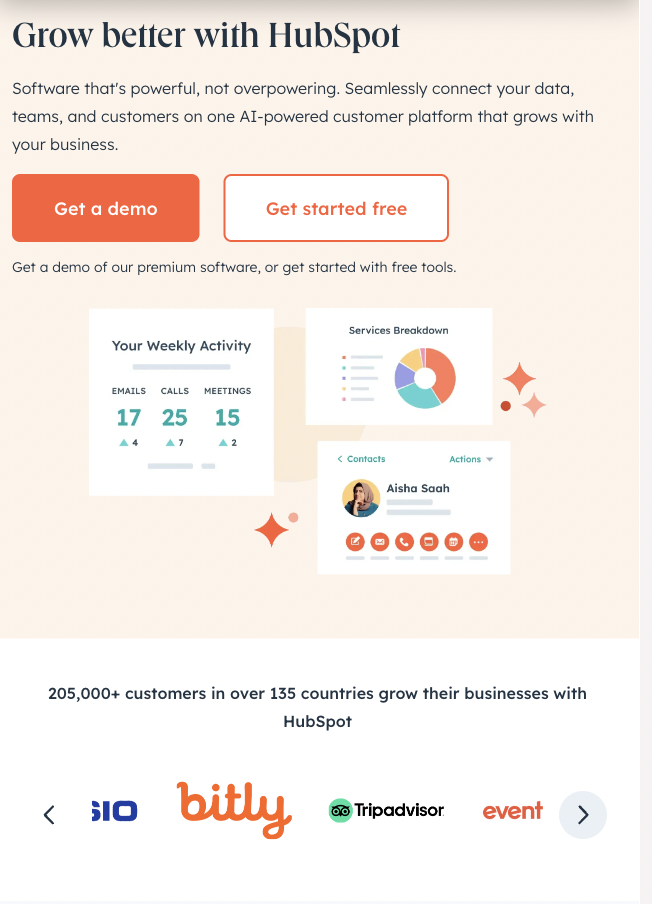 Grow better with HubSpot
Software that's powerful, not overpowering. Seamlessly connect your data,
teams, and customers on one AI-powered customer platform that grows with
your business.
Get a demo
Get started free
Get a demo of our premium software, or get started with free tools.
Your Weekly Activity
EMAILS CALLS MEETINGS
17 25 15
4 7 2
Services Breakdown
Contacts Actions
Aisha Saah
205,000+ customers in over 135 countries grow their businesses with
HubSpot
bitly Tripadvisor event